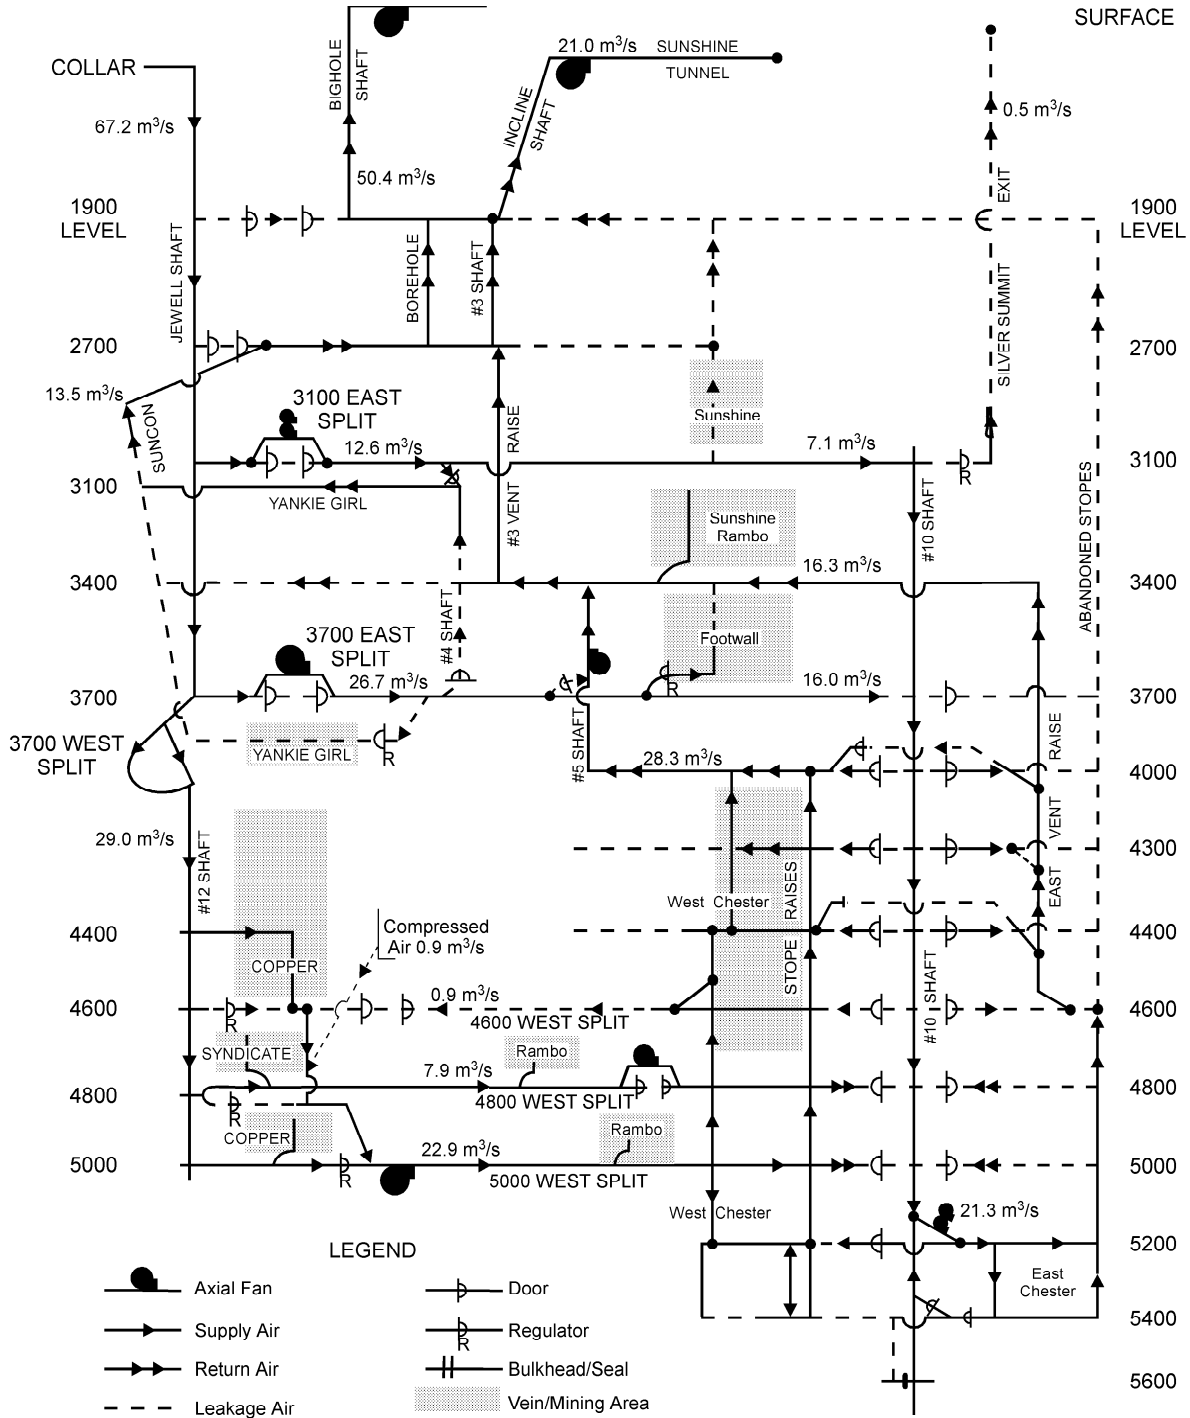 SURFACE
COLLAR
BIGHOLE
SHAFT
21.0 m³/s
SUNSHINE
TUNNEL
INCLINE
SHAFT
67.2 m³/s
50.4 m³/s
0.5 m³/s
EXIT
1900
LEVEL
1900
LEVEL
JEWELL SHAFT
BOREHOLE
#3 SHAFT
SILVER SUMMIT
2700
2700
13.5 m³/s
SUNCON
3100 EAST
SPLIT
12.6 m³/s
RAISE
#3 VENT
Sunshine
7.1 m³/s
3100
R
3100
YANKIE GIRL
#10 SHAFT
ABANDONED STOPES
Sunshine
Rambo
3400
16.3 m³/s
3400
3700 EAST
SPLIT
#4 SHAFT
Footwall
26.7 m³/s
R
16.0 m³/s
3700
3700
3700 WEST
SPLIT
YANKIE GIRL
R
#5 SHAFT
28.3 m³/s
RAISE
4000
29.0 m³/s
#12 SHAFT
VENT
4300
EAST
STOPE RAISES
West Chester
4400
COPPER
Compressed
Air 0.9 m³/s
4400
#10 SHAFT
4600
R
0.9 m³/s
4600 WEST SPLIT
4600
SYNDICATE
Rambo
7.9 m³/s
4800
R
4800 WEST SPLIT
4800
COPPER
Rambo
22.9 m³/s
5000
R
5000 WEST SPLIT
5000
West Chester
21.3 m³/s
5200
East
Chester
5400
5600
LEGEND
Axial Fan
Door
Supply Air
Regulator
R
Return Air
Bulkhead/Seal
Leakage Air
Vein/Mining Area